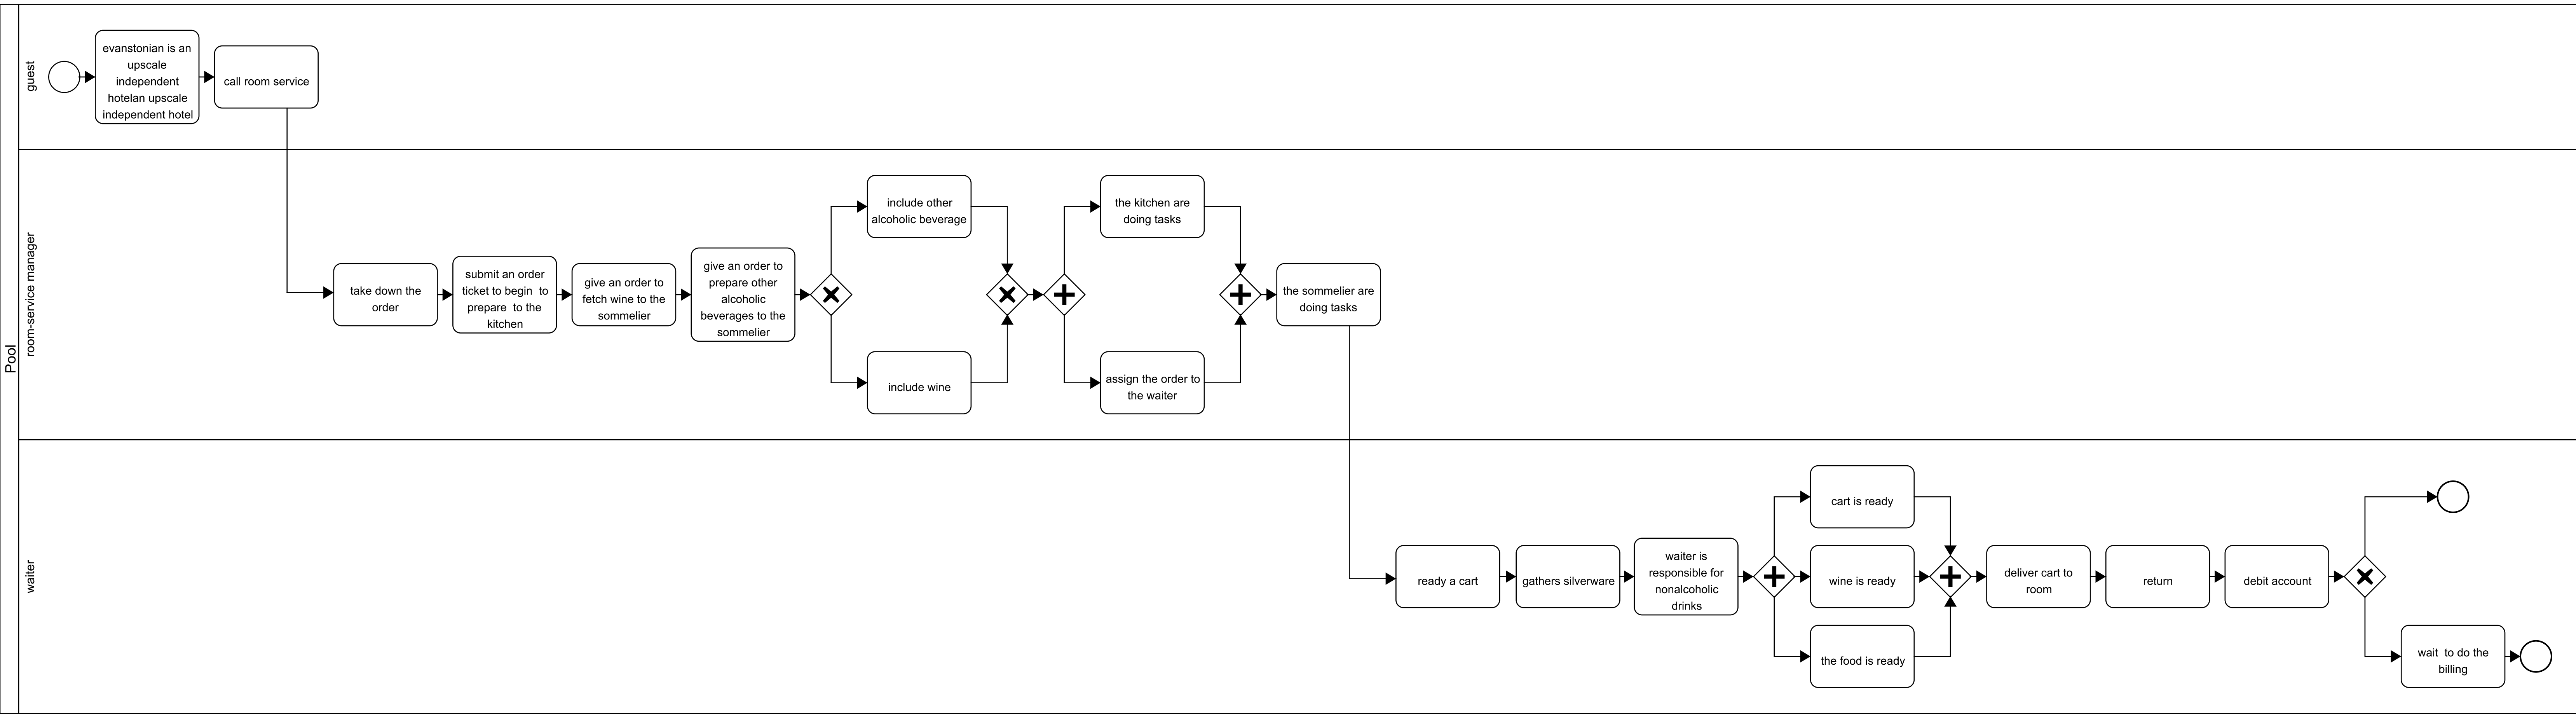 Pool
guest
evanstonian is an
upscale
independent
hotelan upscale
independent hotel
call room service
room-service manager
take down the
order
submit an order
ticket to begin  to
prepare  to the
kitchen
give an order to
fetch wine to the
sommelier
give an order to
prepare other
alcoholic
beverages to the
sommelier
include other
alcoholic beverage
include wine
the kitchen are
doing tasks
assign the order to
the waiter
the sommelier are
doing tasks
waiter
ready a cart
gathers silverware
waiter is
responsible for
nonalcoholic
drinks
cart is ready
wine is ready
the food is ready
deliver cart to
room
return
debit account
wait  to do the
billing